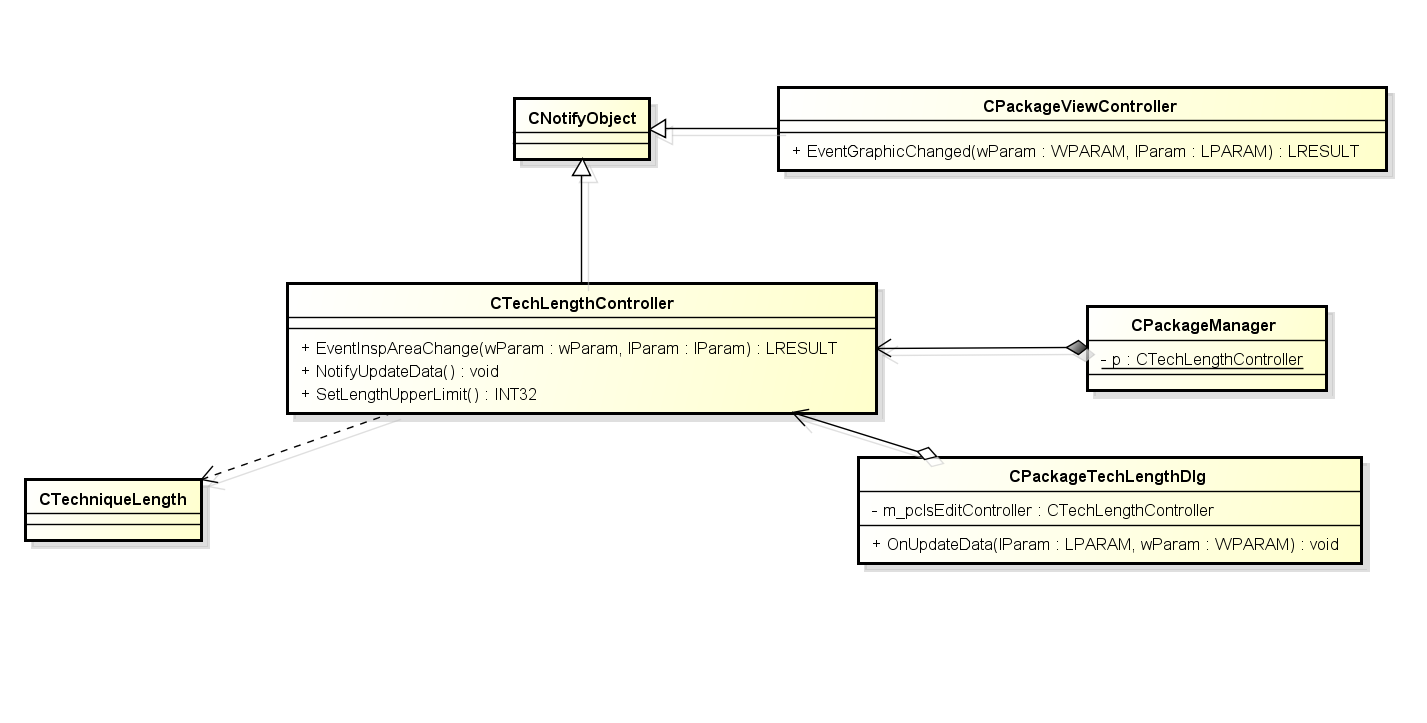 CNotifyObject
CPackageViewController
+ EventGraphicChanged(wParam : WPARAM, lParam : LPARAM) : LRESULT
CTechLengthController
+ EventInspAreaChange(wParam : wParam, lParam : lParam) : LRESULT
+ NotifyUpdateData() : void
+ SetLengthUpperLimit() : INT32
CPackageManager
- p : CTechLengthController
CTechniqueLength
CPackageTechLengthDlg
- m_pclsEditController : CTechLengthController
+ OnUpdateData(lParam : LPARAM, wParam : WPARAM) : void